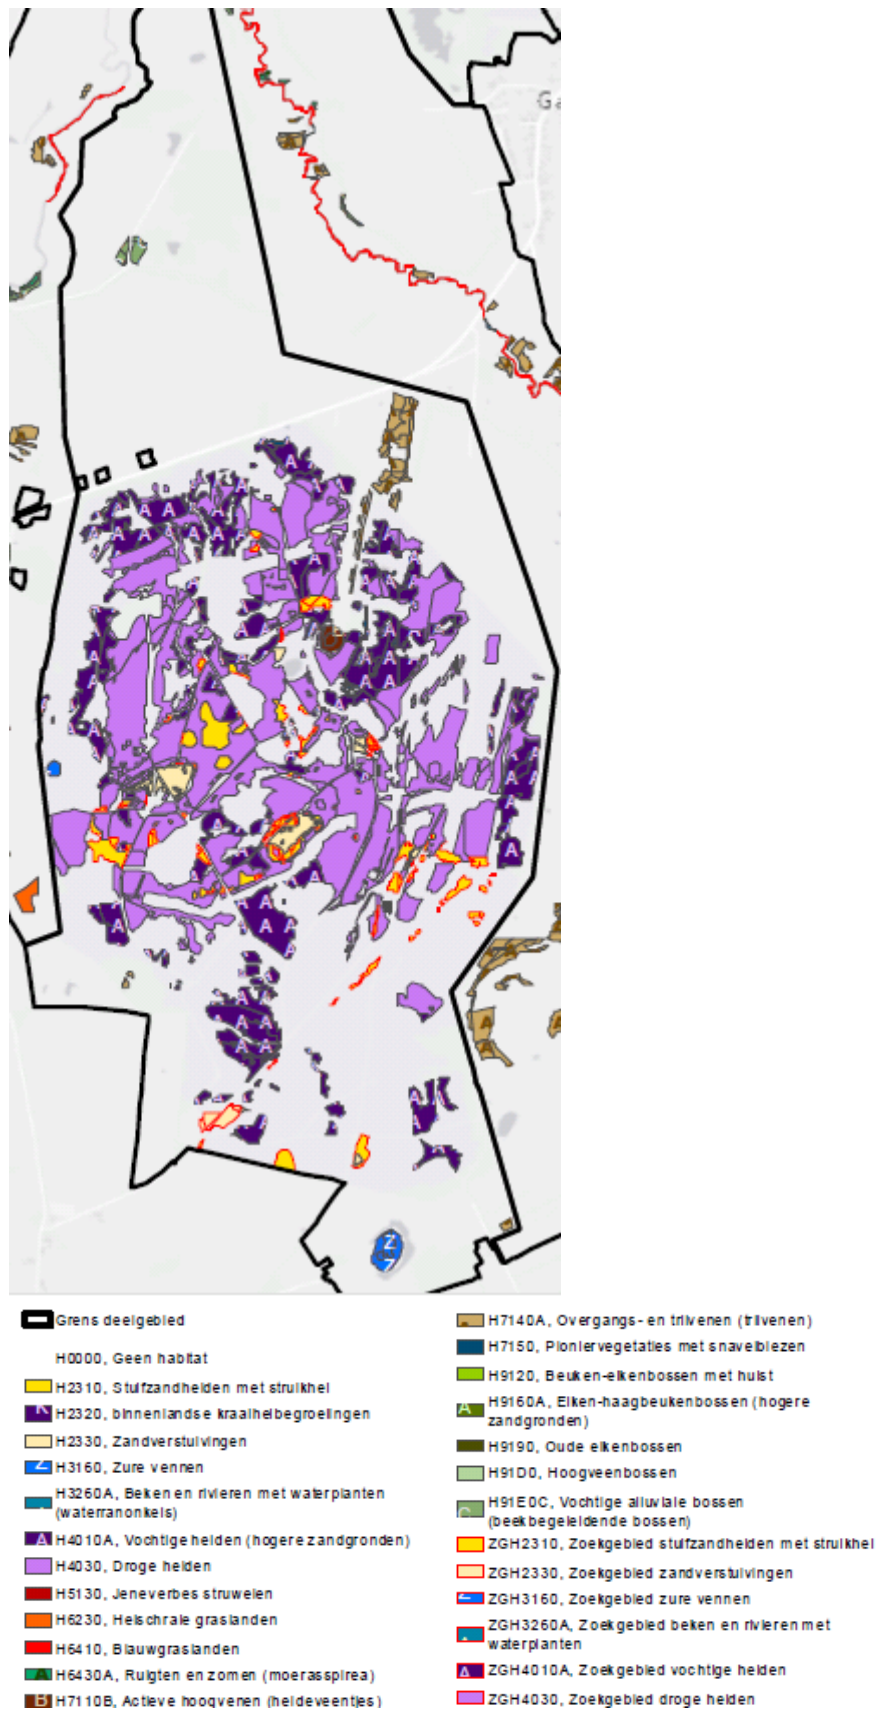 Ga
Grens deelgebied
H0000, Geen habitat
H2310, Stuifzandheiden met struikhei
H2320, binnenlandse kraaiheibegroeiingen
H2330, Zandverstuivingen
H3160, Zure vennen
H3260A, Beken en rivieren met waterplanten
(waterranonkels)
H4010A, Vochtige heiden (hogere zandgronden)
H4030, Droge heiden
H5130, Jeneverbes struwelen
H6230, Heischrale graslanden
H6410, Blauwgraslanden
H6430A, Ruigten en zomen (moerasspirea)
H7110B, Actieve hoogvenen (heideveentjes)
H7140A, Overgangs- en trilvenen (trilvenen)
H7150, Pioniervegetaties met snavelbiezen
H9120, Beuken-eikenbossen met hulst
H9160A, Eiken-haagbeukenbossen (hogere
zandgronden)
H9190, Oude eikenbossen
H91D0, Hoogveenbossen
H91E0C, Vochtige alluviale bossen
(beekbegeleidende bossen)
ZGH2310, Zoekgebied stuifzandheiden met struikhei
ZGH2330, Zoekgebied zandverstuivingen
ZGH3160, Zoekgebied zure vennen
ZGH3260A, Zoekgebied beken en rivieren met
waterplanten
ZGH4010A, Zoekgebied vochtige heiden
ZGH4030, Zoekgebied droge heiden